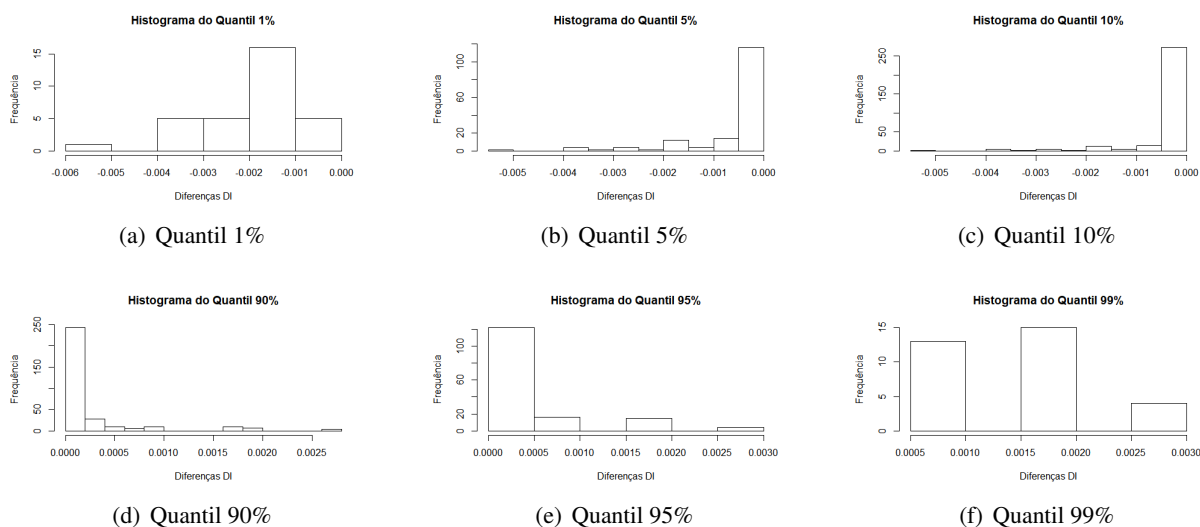 Histograma do Quantil 1%
Frequência
0 5 10 15
-0.006 -0.005 -0.004 -0.003 -0.002 -0.001 0.000
Diferenças DI
(a) Quantil 1%
Histograma do Quantil 5%
Frequência
0 20 60 100
-0.005 -0.004 -0.003 -0.002 -0.001 0.000
Diferenças DI
(b) Quantil 5%
Histograma do Quantil 10%
Frequência
0 50 150 250
-0.005 -0.004 -0.003 -0.002 -0.001 0.000
Diferenças DI
(c) Quantil 10%
Histograma do Quantil 90%
Frequência
0 50 150 250
0.0000 0.0005 0.0010 0.0015 0.0020 0.0025
Diferenças DI
(d) Quantil 90%
Histograma do Quantil 95%
Frequência
0 20 60 100
0.0000 0.0005 0.0010 0.0015 0.0020 0.0025 0.0030
Diferenças DI
(e) Quantil 95%
Histograma do Quantil 99%
Frequência
0 5 10 15
0.0005 0.0010 0.0015 0.0020 0.0025 0.0030
Diferenças DI
(f) Quantil 99%